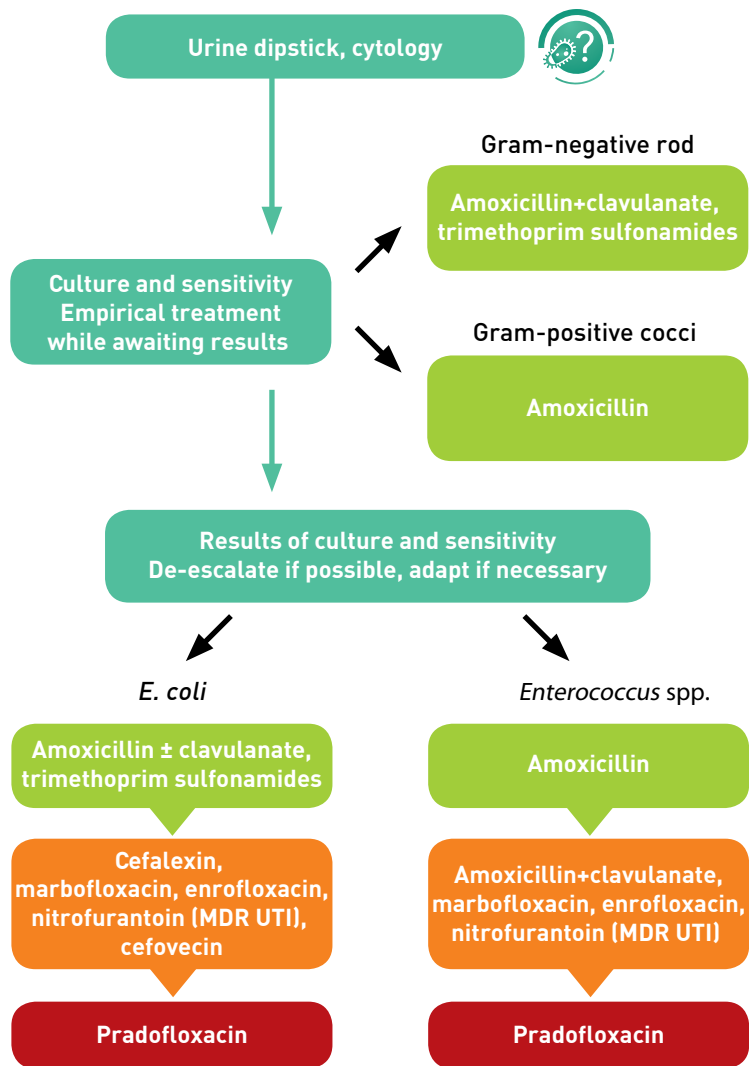 Urine dipstick, cytology
?
Gram-negative rod
Amoxicillin+clavulanate,
trimethoprim sulfonamides
Culture and sensitivity
Empirical treatment
while awaiting results
Gram-positive cocci
Amoxicillin
Results of culture and sensitivity
De-escalate if possible, adapt if necessary
E. coli
Amoxicillin ± clavulanate,
trimethoprim sulfonamides
Cefalexin,
marbofloxacin, enrofloxacin,
nitrofurantoin (MDR UTI),
cefovecin
Pradofloxacin
Enterococcus spp.
Amoxicillin
Amoxicillin+clavulanate,
marbofloxacin, enrofloxacin,
nitrofurantoin (MDR UTI)
Pradofloxacin